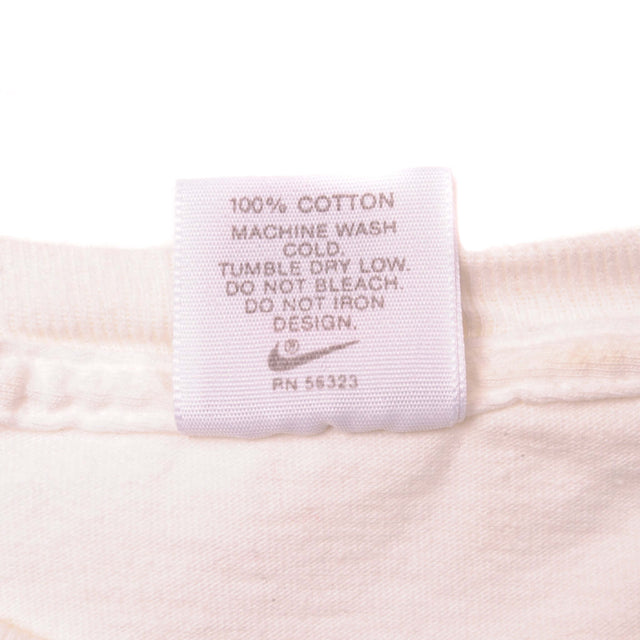 100% COTTON
MACHINE WASH
COLD.
TUMBLE DRY LOW.
DO NOT BLEACH.
DO NOT IRON
DESIGN.
®
RN 56323